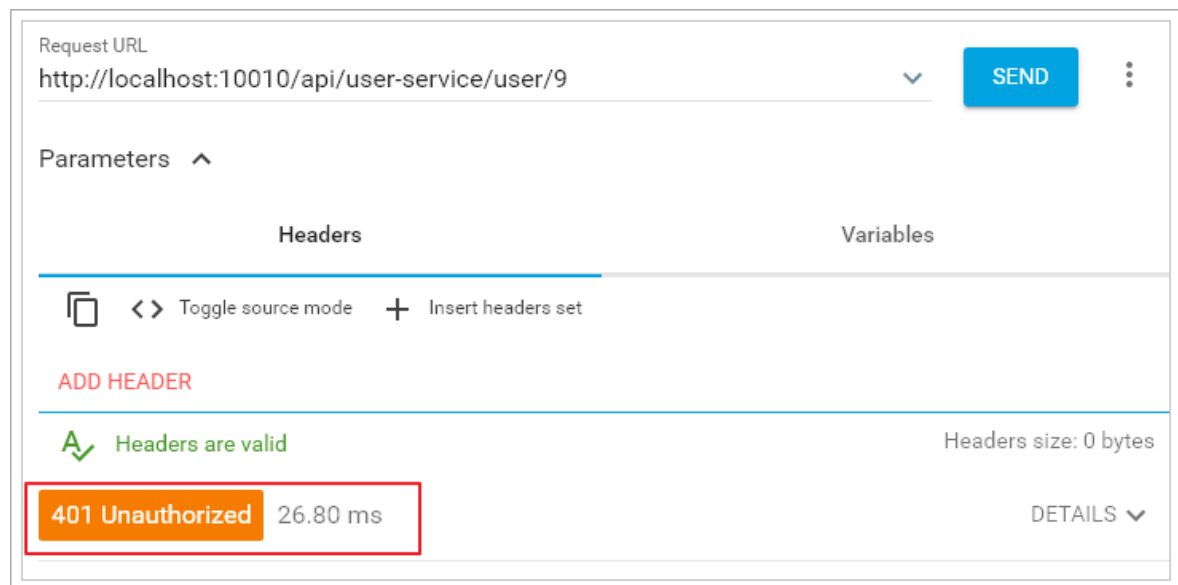 Request URL
http://localhost:10010/api/user-service/user/9
SEND
Parameters
Headers
Variables
Toggle source mode
Insert headers set
ADD HEADER
Headers are valid
Headers size: 0 bytes
401 Unauthorized 26.80 ms
DETAILS